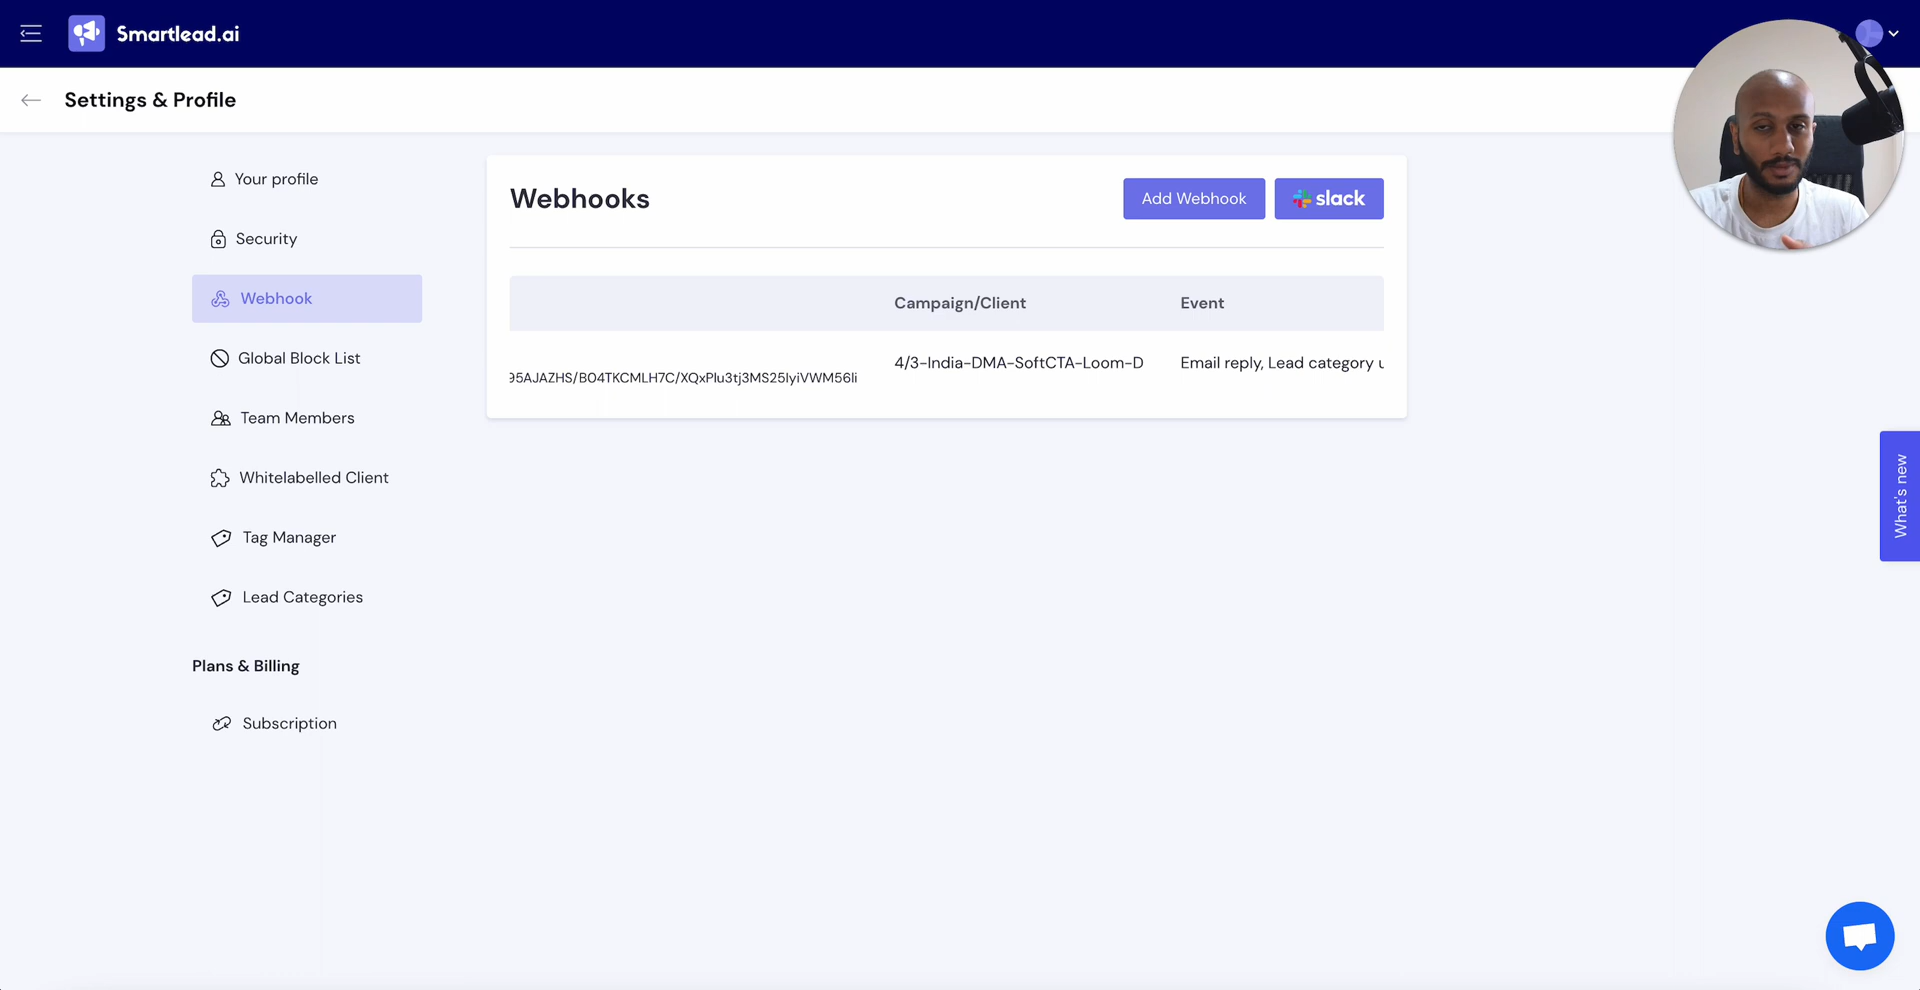 Smartlead.ai
Settings & Profile
Your profile
Security
Webhook
Global Block List
Team Members
Whitelabelled Client
Tag Manager
Lead Categories
Plans & Billing
Subscription
Webhooks
Add Webhook
slack
Campaign/Client
Event
95AJAZHS/B04TKCMLH7C/XQxPlu3tj3MS25IyiVWM56li
4/3-India-DMA-SoftCTA-Loom-D
Email reply, Lead category u
What's new